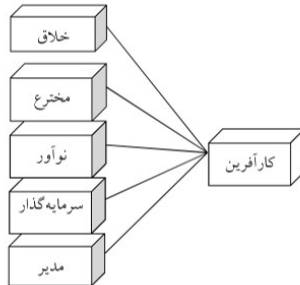 خلاق
مخترع
نوآور
کارآفرین
سرمایه‌گذار
مدیر